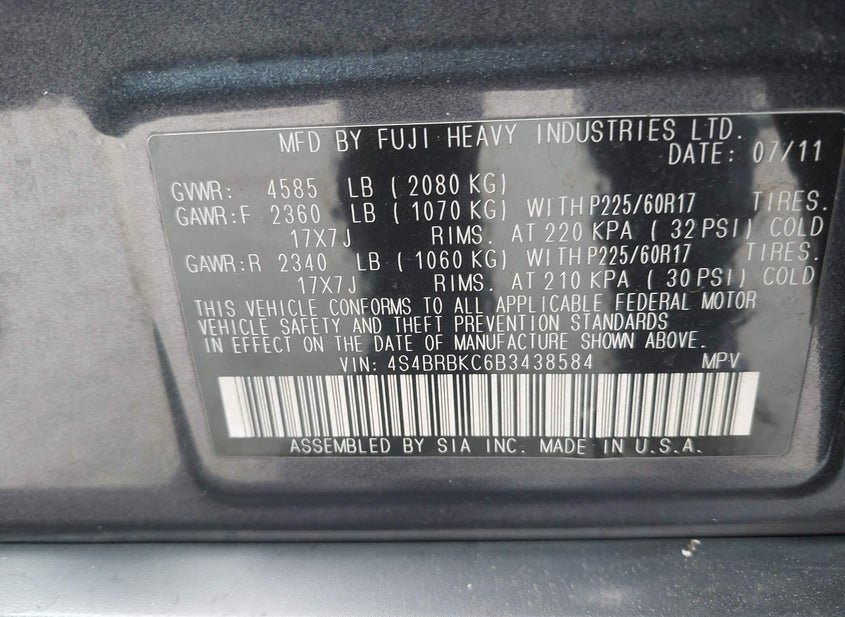 MFD BY FUJI HEAVY INDUSTRIES LTD.
DATE: 07/11
GVWR: 4585 LB ( 2080 KG)
GAWR:F 2360 LB ( 1070 KG) WITH P225/60R17 TIRES.
17X7J RIMS. AT 220 KPA ( 32 PSI) COLD
GAWR:R 2340 LB ( 1060 KG) WITH P225/60R17 TIRES.
17X7J RIMS. AT 210 KPA ( 30 PSI) COLD
THIS VEHICLE CONFORMS TO ALL APPLICABLE FEDERAL MOTOR
VEHICLE SAFETY AND THEFT PREVENTION STANDARDS
IN EFFECT ON THE DATE OF MANUFACTURE SHOWN ABOVE.
VIN: 4S4BRBKC6B3438584 MPV
ASSEMBLED BY SIA INC. MADE IN U.S.A.